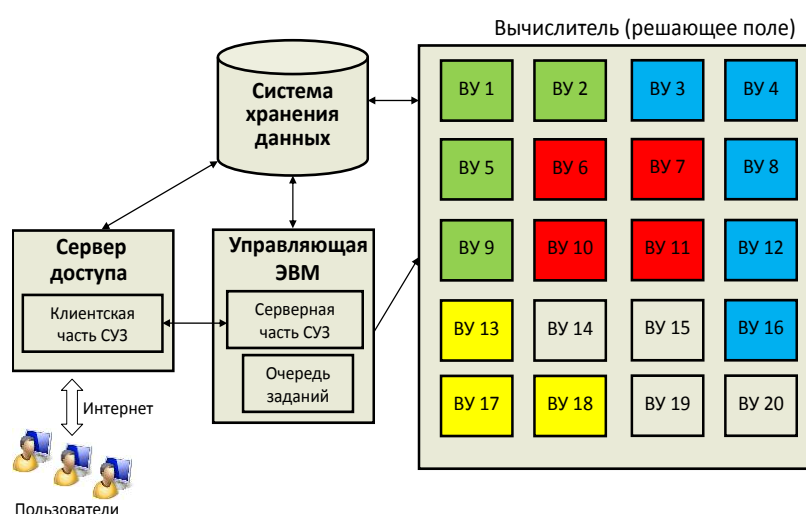 Вычислитель (решающее поле)
Система
хранения
данных
ВУ 1
ВУ 2
ВУ 3
ВУ 4
ВУ 5
ВУ 6
ВУ 7
ВУ 8
ВУ 9
ВУ 10
ВУ 11
ВУ 12
ВУ 13
ВУ 14
ВУ 15
ВУ 16
ВУ 17
ВУ 18
ВУ 19
ВУ 20
Сервер
доступа
Клиентская
часть СУЗ
Управляющая
ЭВМ
Серверная
часть СУЗ
Очередь
заданий
Интернет
Пользователи